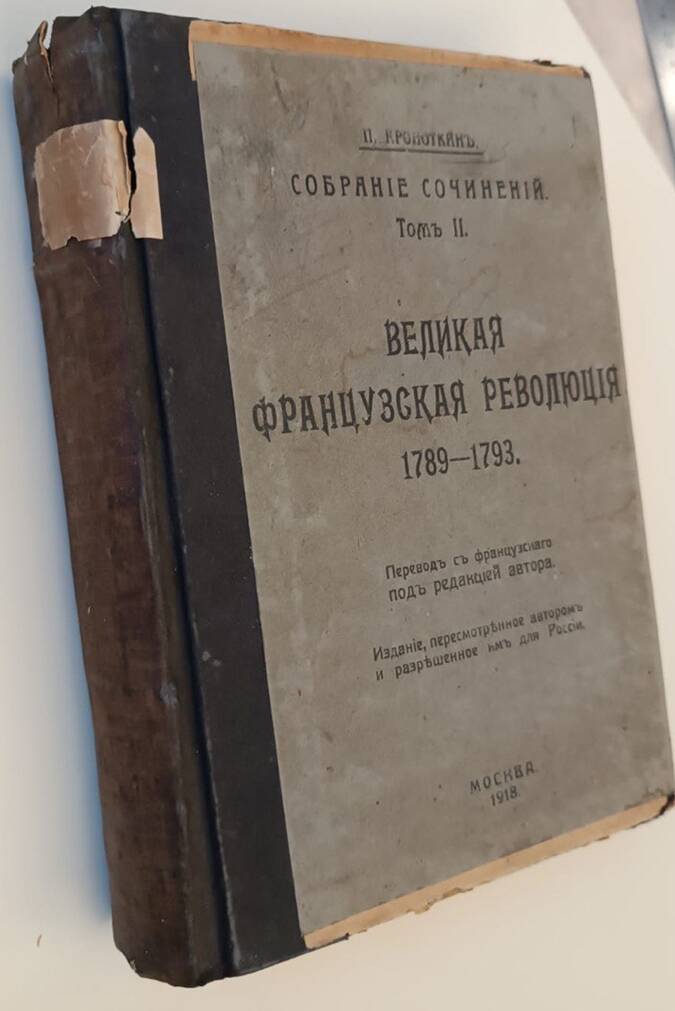 П. КРОПОТКИНЪ.
СОБРАНІЕ СОЧИНЕНІЙ.
Томъ II.
ВЕЛИКАЯ
ФРАНЦУЗСКАЯ РЕВОЛЮЦІЯ
1789—1793.
Переводъ съ французскаго
подъ редакціей автора.
Изданіе, пересмотрѣнное авторомъ
и разрѣшенное имъ для Россіи.
МОСКВА.
1918.